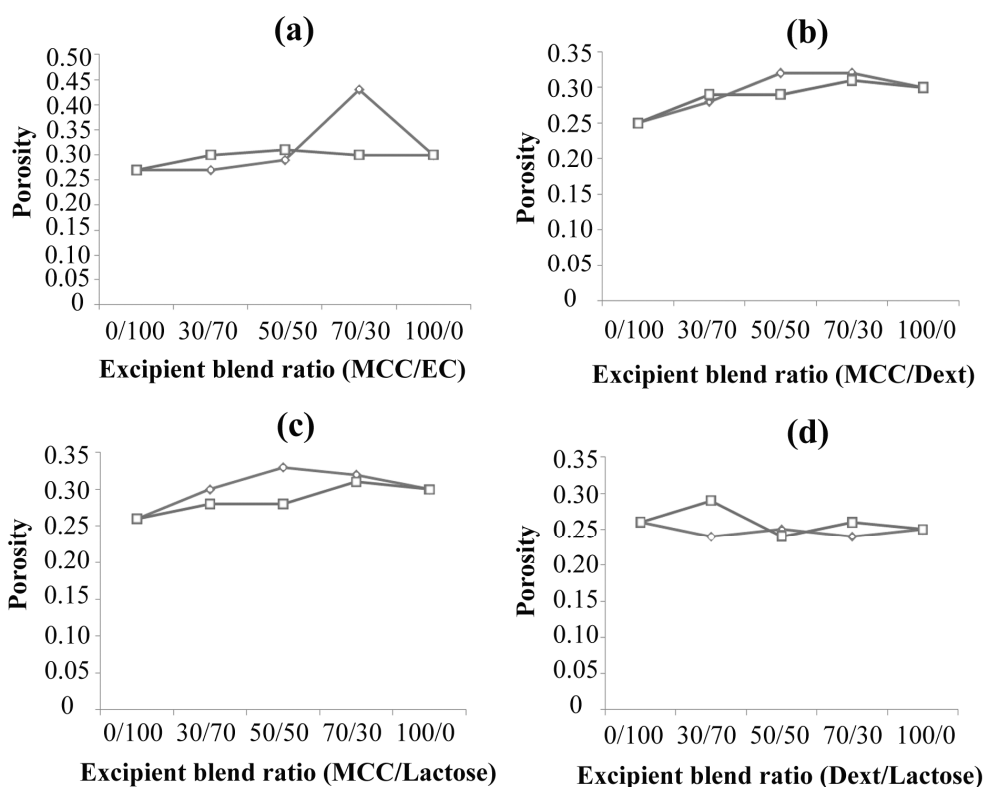 (a)
0.50
0.45
0.40
0.35
0.30
0.25
0.20
0.15
0.10
0.05
0
Porosity
0/100 30/70 50/50 70/30 100/0
Excipient blend ratio (MCC/EC)
(b)
0.35
0.30
0.25
0.20
0.15
0.10
0.05
0
Porosity
0/100 30/70 50/50 70/30 100/0
Excipient blend ratio (MCC/Dext)
(c)
0.35
0.30
0.25
0.20
0.15
0.10
0.05
0
Porosity
0/100 30/70 50/50 70/30 100/0
Excipient blend ratio (MCC/Lactose)
(d)
0.35
0.30
0.25
0.20
0.15
0.10
0.05
0
Porosity
0/100 30/70 50/50 70/30 100/0
Excipient blend ratio (Dext/Lactose)